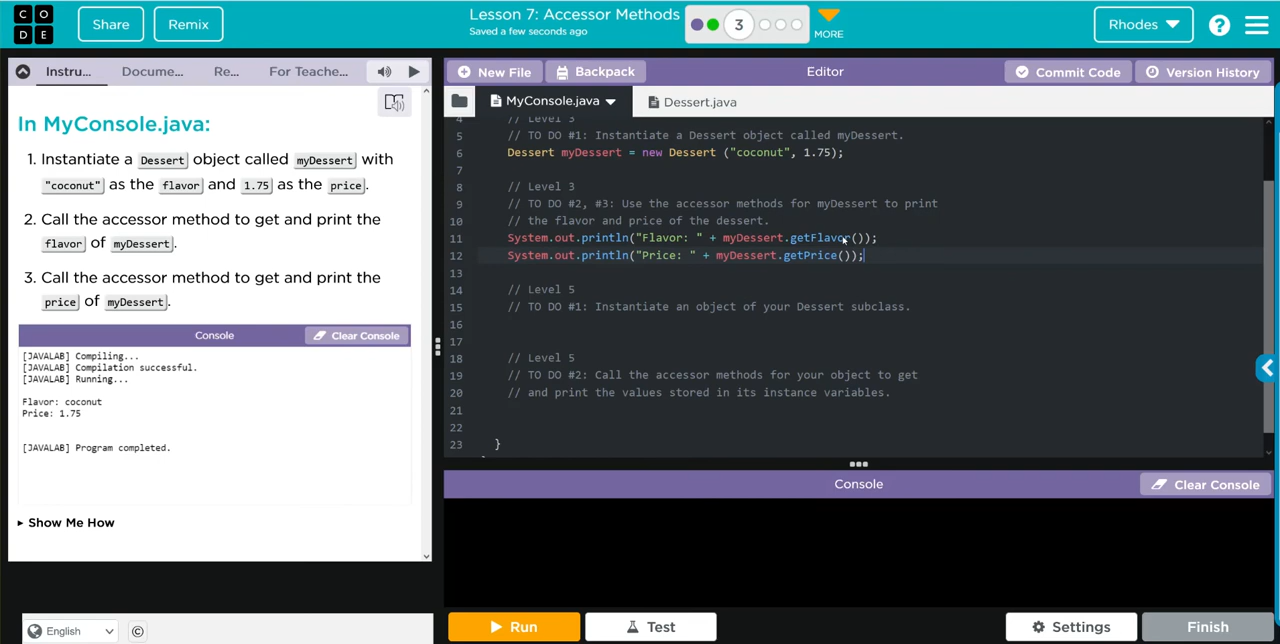 CO
DE
Share
Remix
Lesson 7: Accessor Methods
Saved a few seconds ago
3
MORE
Rhodes
?
Instru...
Docume...
Re...
For Teache...
New File
Backpack
Editor
Commit Code
Version History
MyConsole.java
Dessert.java
In MyConsole.java:
1. Instantiate a Dessert object called myDessert with
"coconut" as the flavor and 1.75 as the price.
2. Call the accessor method to get and print the
flavor of myDessert.
3. Call the accessor method to get and print the
price of myDessert.
Console
Clear Console
[JAVALAB] Compiling...
[JAVALAB] Compilation successful.
[JAVALAB] Running...
Flavor: coconut
Price: 1.75
[JAVALAB] Program completed.
Show Me How
4 // Level 3
5 // TO DO #1: Instantiate a Dessert object called myDessert.
6 Dessert myDessert = new Dessert ("coconut", 1.75);
7
8 // Level 3
9 // TO DO #2, #3: Use the accessor methods for myDessert to print
10 // the flavor and price of the dessert.
11 System.out.println("Flavor: " + myDessert.getFlavor());
12 System.out.println("Price: " + myDessert.getPrice());
13
14 // Level 5
15 // TO DO #1: Instantiate an object of your Dessert subclass.
16
17
18 // Level 5
19 // TO DO #2: Call the accessor methods for your object to get
20 // and print the values stored in its instance variables.
21
22
23 }
Console
Clear Console
English
©
Run
Test
Settings
Finish